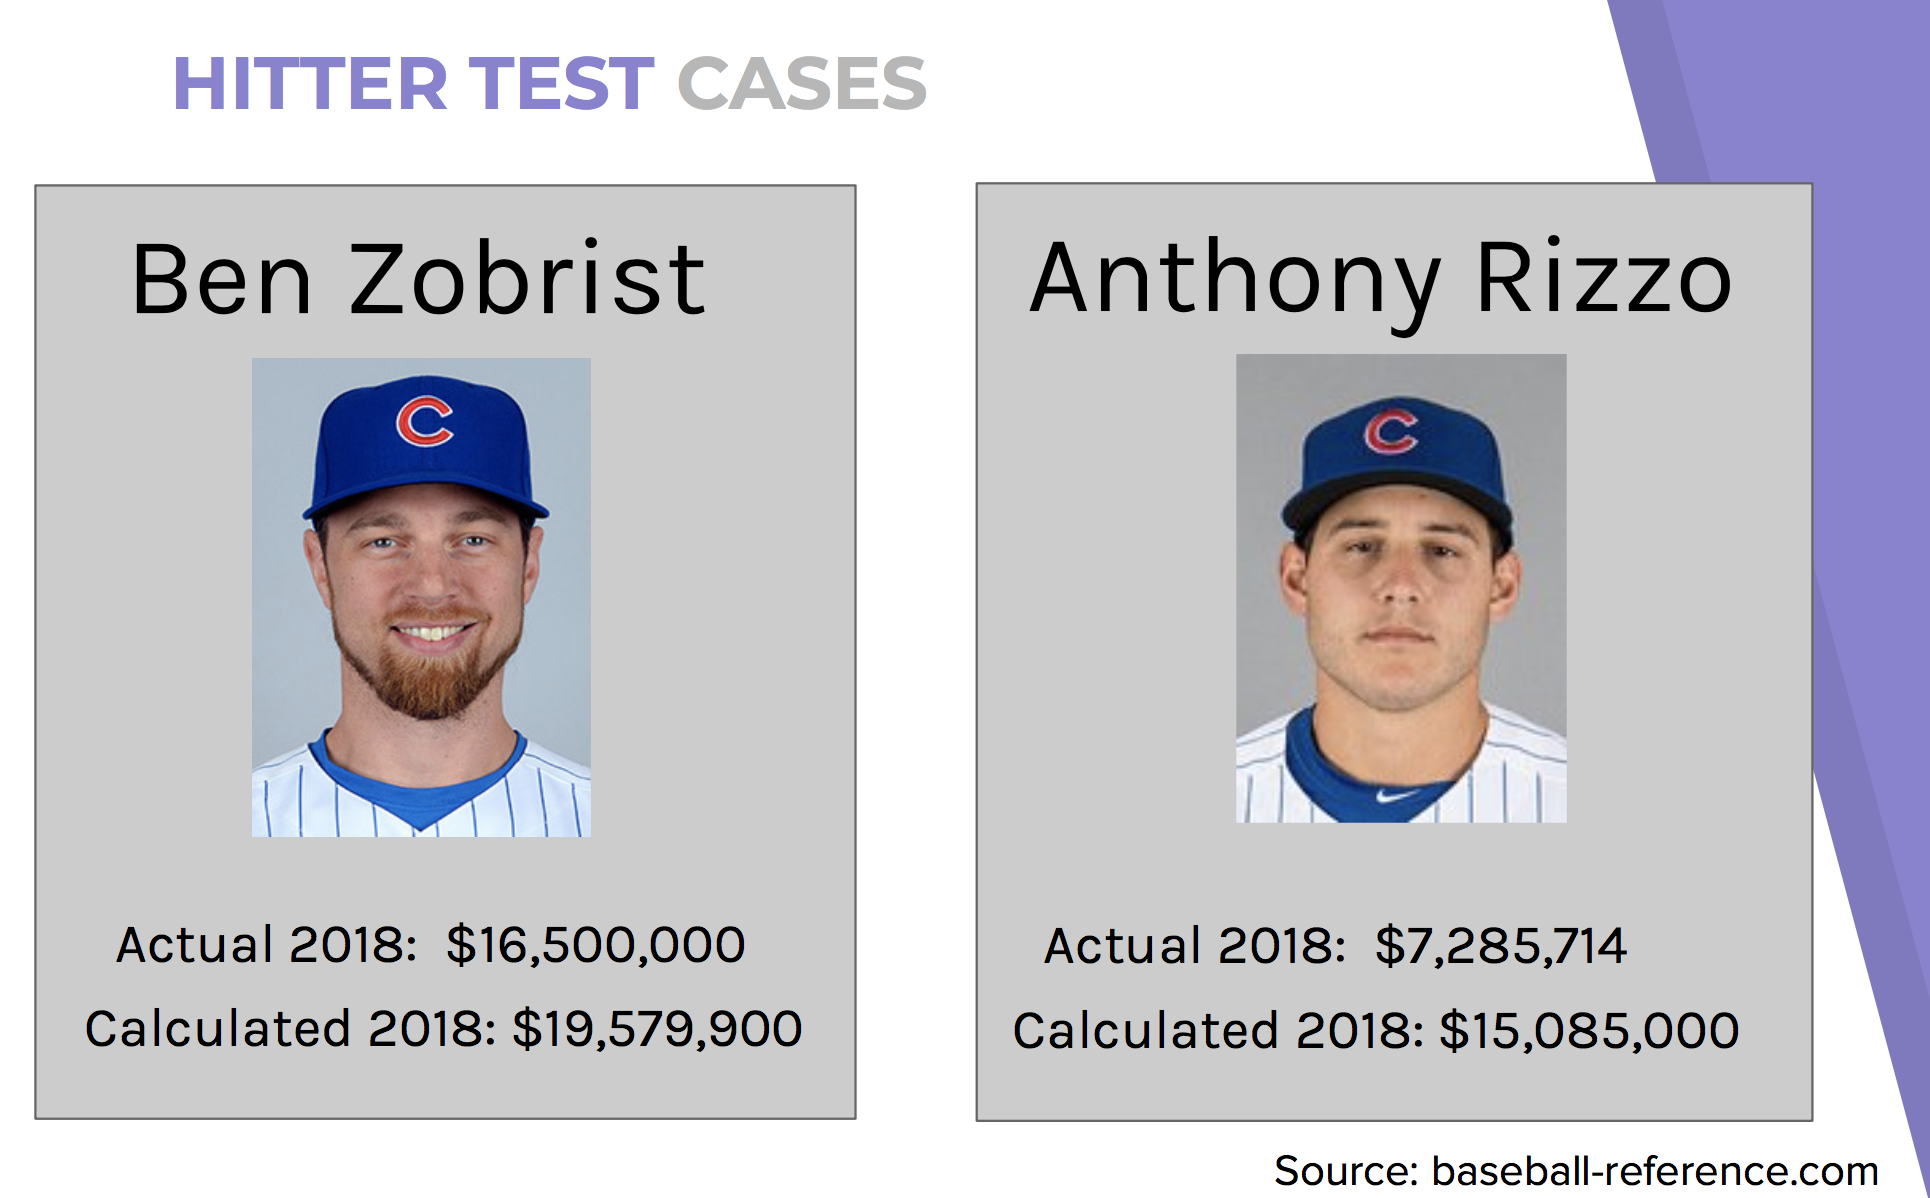 HITTER TEST CASES
Ben Zobrist
C
Actual 2018: $16,500,000
Calculated 2018: $19,579,900
Anthony Rizzo
C
Actual 2018: $7,285,714
Calculated 2018: $15,085,000
Source: baseball-reference.com